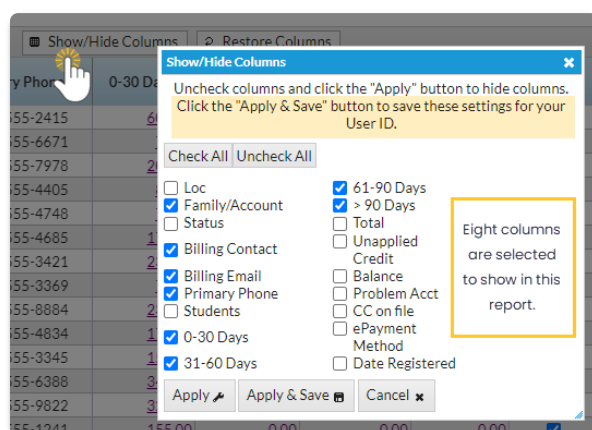 Show/Hide Columns Restore Columns
Show/Hide Columns
Uncheck columns and click the "Apply" button to hide columns.
Click the "Apply & Save" button to save these settings for your
User ID.
Check All Uncheck All
Loc
Family/Account
Status
Billing Contact
Billing Email
Primary Phone
Students
0-30 Days
31-60 Days
61-90 Days
> 90 Days
Total
Unapplied
Credit
Balance
Problem Acct
CC on file
ePayment
Method
Date Registered
Eight columns
are selected
to show in this
report.
Apply Apply & Save Cancel
0-30 Da
555-2415
555-6671
555-7978
555-4405
555-4748
555-4685
555-3421
555-3369
555-8884
555-4834
555-3345
555-6388
555-9822